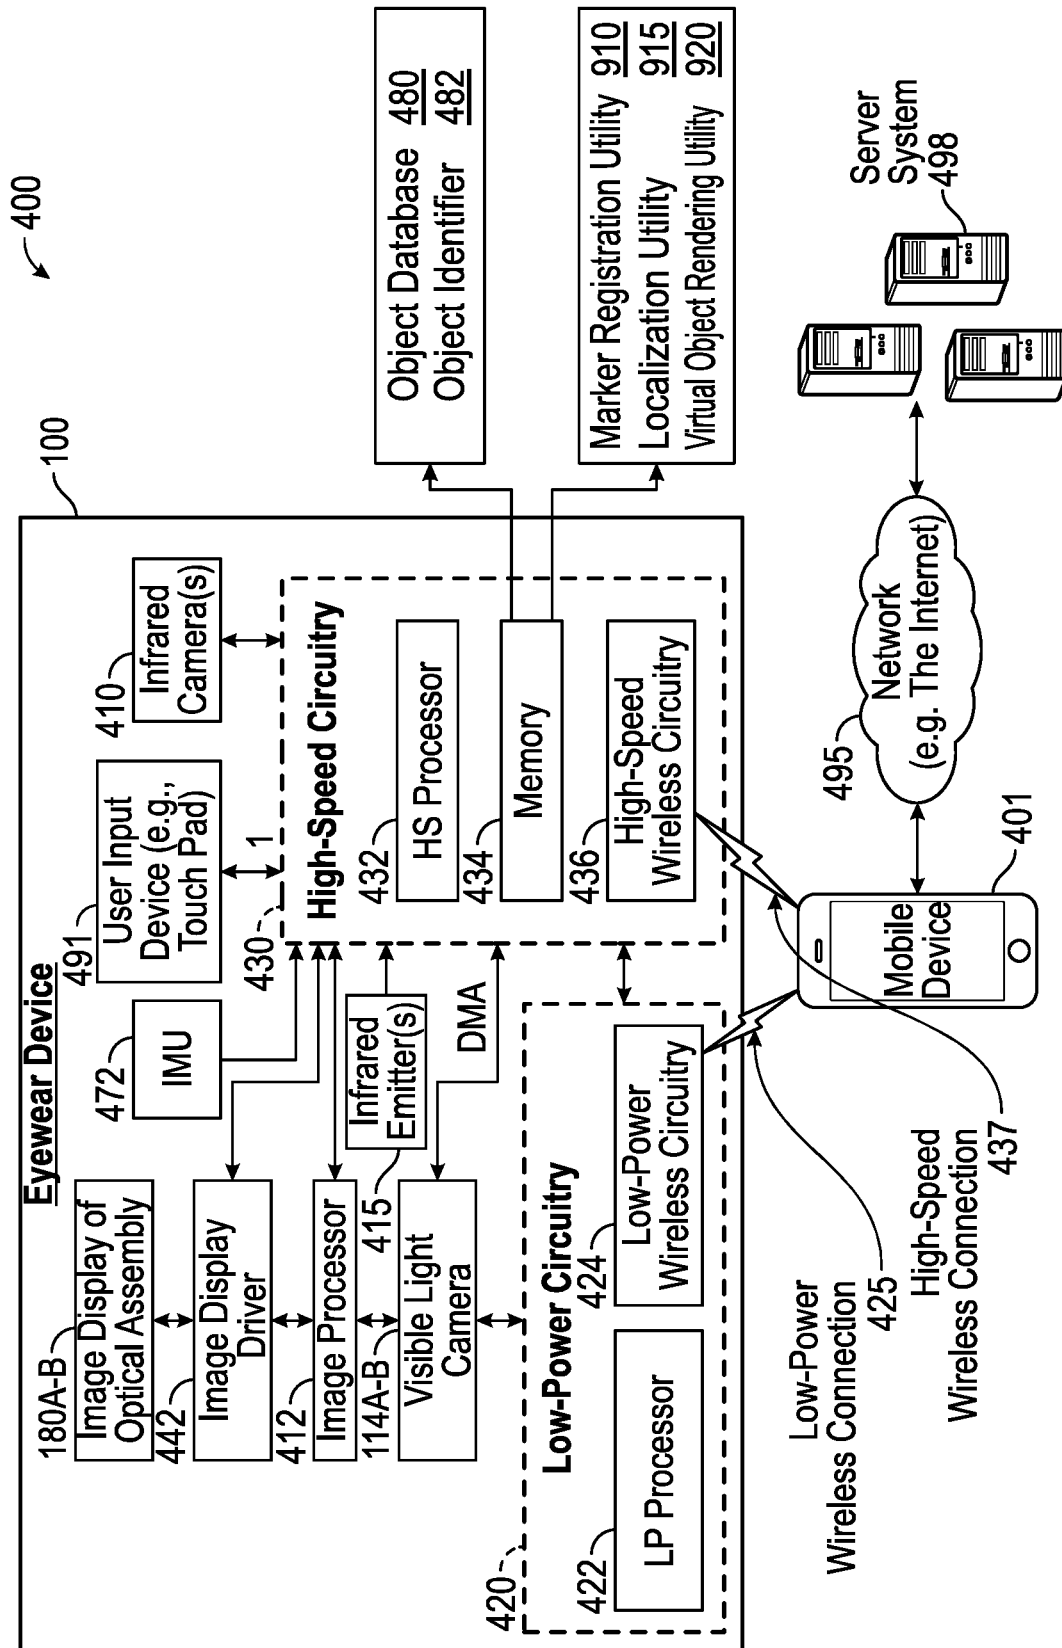 400
100
Eyewear Device
180A-B
Image Display of
Optical Assembly
442
Image Display
Driver
412
Image Processor
114A-B
Visible Light
Camera
472
IMU
491
User Input
Device (e.g.,
Touch Pad)
1
410
Infrared
Camera(s)
415
Infrared
Emitter(s)
DMA
430
High-Speed Circuitry
432
HS Processor
434
Memory
436
High-Speed
Wireless Circuitry
420
Low-Power Circuitry
422
LP Processor
424
Low-Power
Wireless Circuitry
Object Database 480
Object Identifier 482
Marker Registration Utility 910
Localization Utility 915
Virtual Object Rendering Utility 920
Low-Power
Wireless Connection
425
High-Speed
Wireless Connection
437
Mobile
Device
401
495
Network
(e.g. The Internet)
Server
System
498